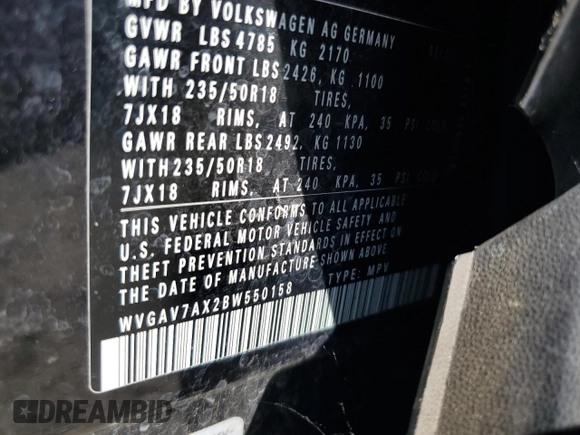 MFD BY VOLKSWAGEN AG GERMANY
GVWR LBS 4785 KG 2170
GAWR FRONT LBS 2426, KG 1100
WITH 235/50R18 TIRES,
7JX18 RIMS, AT 240 KPA, 35 PSI
GAWR REAR LBS 2492, KG 1130
WITH 235/50R18 TIRES,
7JX18 RIMS, AT 240 KPA, 35 PSI
THIS VEHICLE CONFORMS TO ALL APPLICABLE
U.S. FEDERAL MOTOR VEHICLE SAFETY AND
THEFT PREVENTION STANDARDS IN EFFECT ON
THE DATE OF MANUFACTURE SHOWN ABOVE.
WVGAV7AX2BW550158 TYPE: MPV
DREAMBID